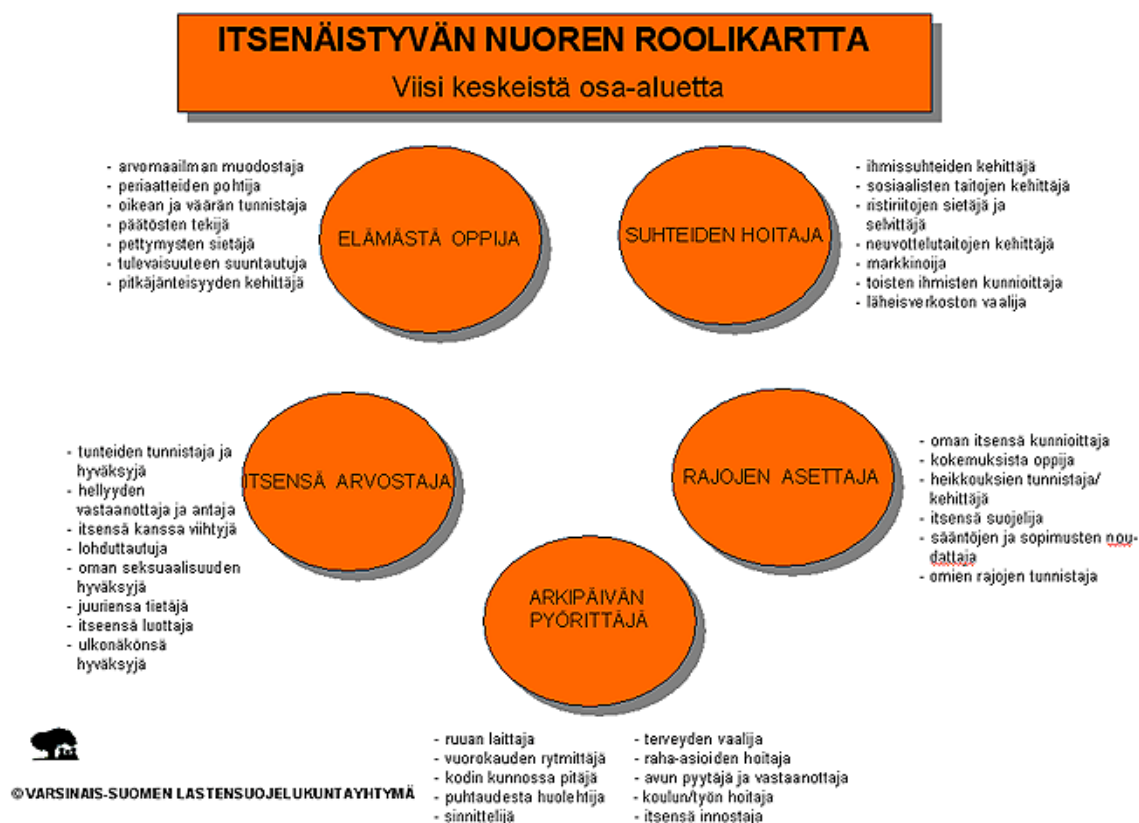 ITSENÄISTYVÄN NUOREN ROOLIKARTTA
Viisi keskeistä osa-aluetta
- arvomaailman muodostaja
- periaatteiden pohtija
- oikean ja väärän tunnistaja
- päätösten tekijä
- pettymysten sietäjä
- tulevaisuuteen suuntautuja
- pitkäjänteisyyden kehittäjä
ELÄMÄSTÄ OPPIJA
SUHTEIDEN HOITAJA
- ihmissuhteiden kehittäjä
- sosiaalisten taitojen kehittäjä
- ristiriitojen sietäjä ja
selvittäjä
- neuvottelutaitojen kehittäjä
- markkinoija
- toisten ihmisten kunnioittaja
- läheisverkoston vaalija
- tunteiden tunnistaja ja
hyväksyjä
- hellyyden
vastaanottaja ja antaja
- itsensä kanssa viihtyjä
- lohduttautuja
- oman seksuaalisuuden
hyväksyjä
- juuriensa tietäjä
- itseensä luottaja
- ulkonäkönsä
hyväksyjä
ITSENSÄ ARVOSTAJA
RAJOJEN ASETTAJA
- oman itsensä kunnioittaja
- kokemuksista oppija
- heikkouksien tunnistaja/
kehittäjä
- itsensä suojelija
- sääntöjen ja sopimusten nou-
dattaja
- omien rajojen tunnistaja
ARKIPÄIVÄN
PYÖRITTÄJÄ
- ruuan laittaja
- vuorokauden rytmittäjä
- kodin kunnossa pitäjä
- puhtaudesta huolehtija
- sinnittelijä
- terveyden vaalija
- raha-asioiden hoitaja
- avun pyytäjä ja vastaanottaja
- koulun/työn hoitaja
- itsensä innostaja
© VARSINAIS-SUOMEN LASTENSUOJELUKUNTAYHTYMÄ